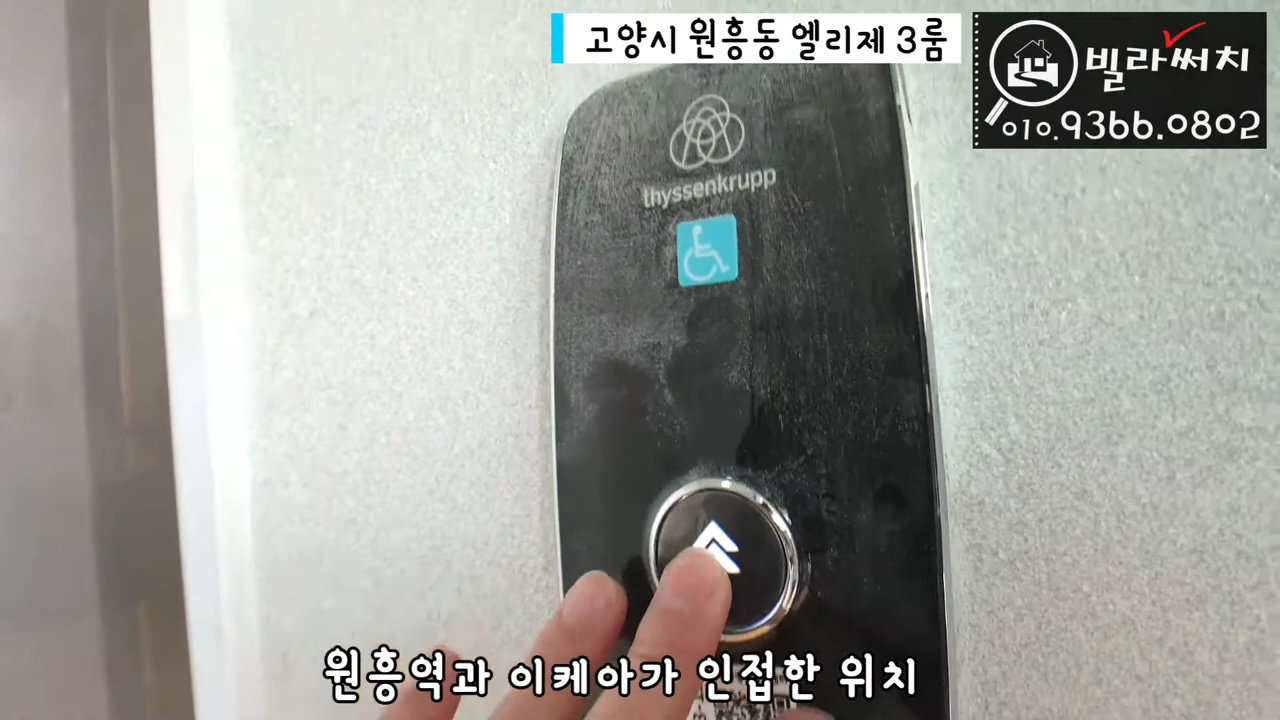 고양시 원흥동 엘리제 3룸
빌라써치
010.9366.0802
thyssenkrupp
원흥역과 이케아가 인접한 위치